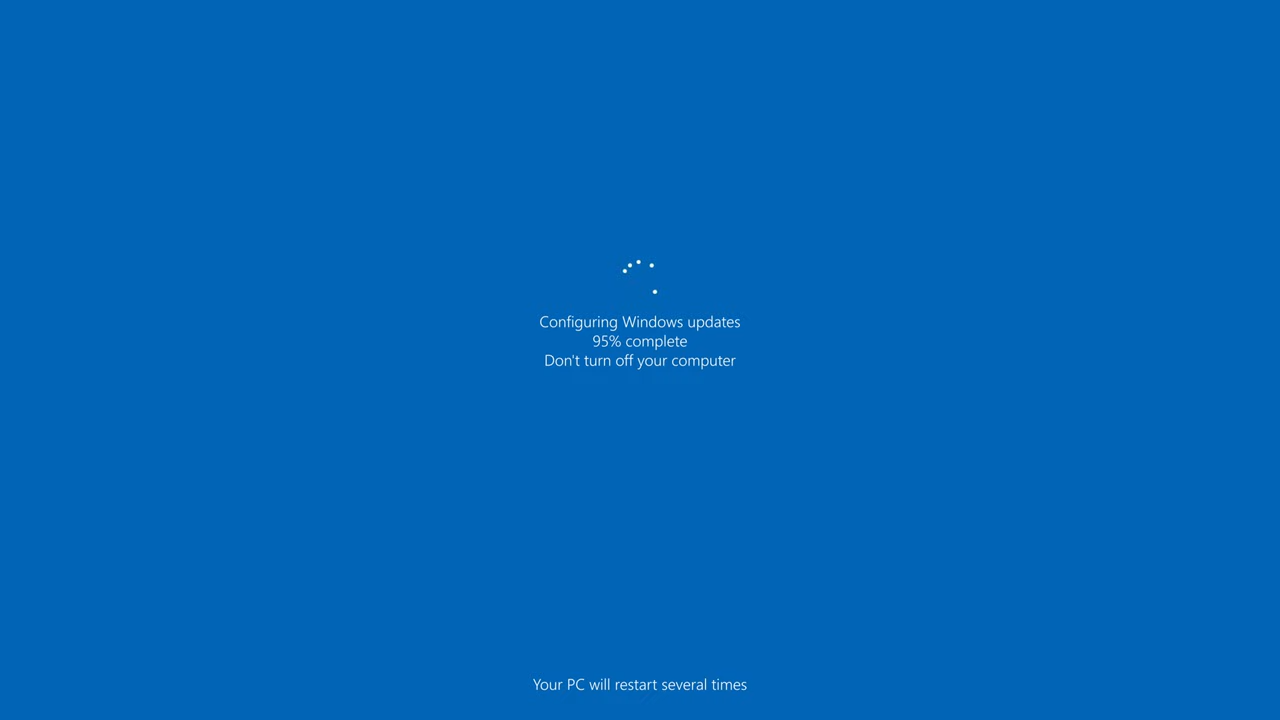 Configuring Windows updates
95% complete
Don't turn off your computer
Your PC will restart several times